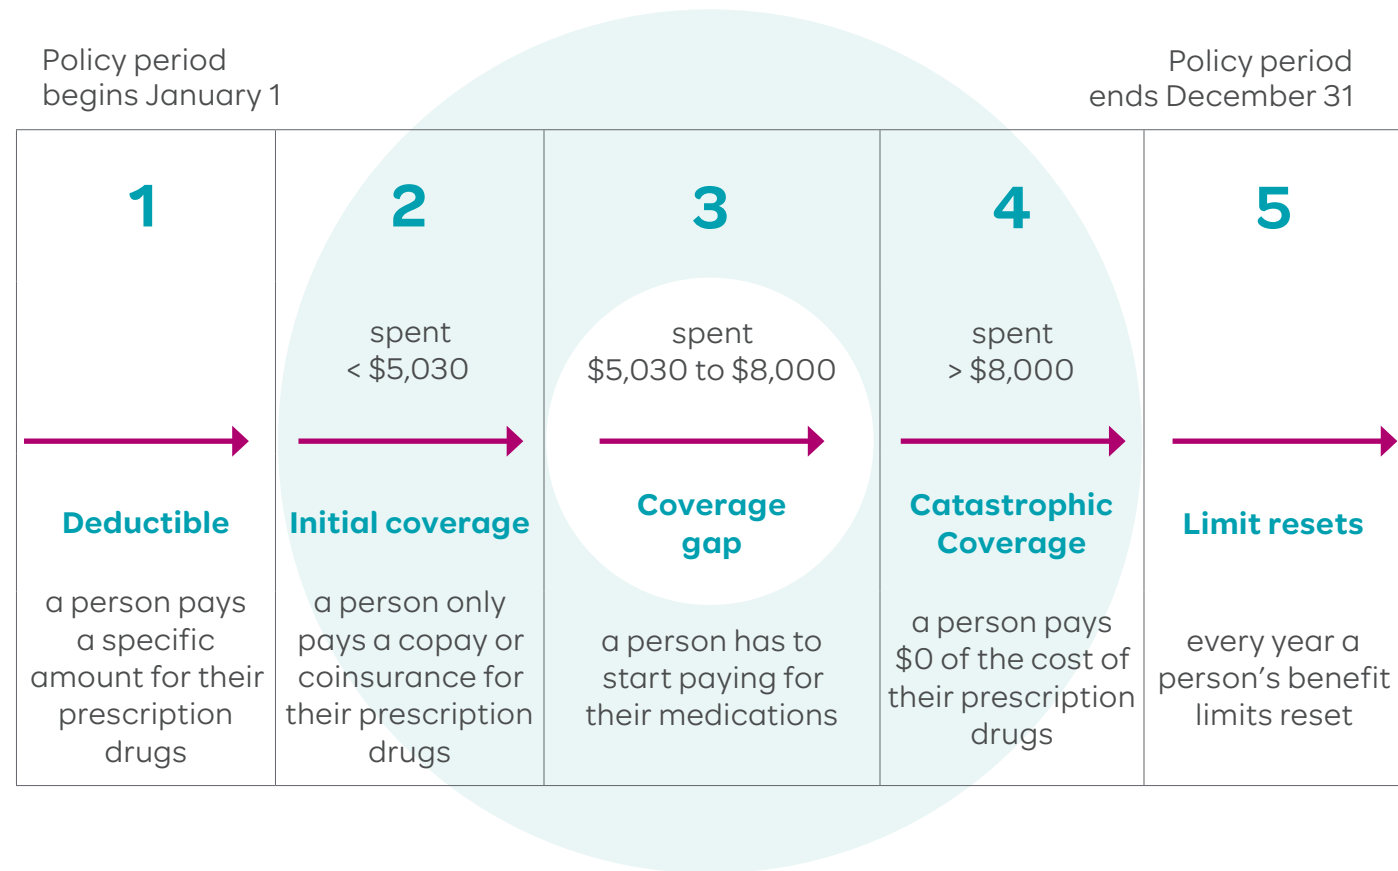 Policy period
begins January 1
Policy period
ends December 31
1
Deductible
a person pays
a specific
amount for their
prescription
drugs
2
spent
< $5,030
Initial coverage
a person only
pays a copay or
coinsurance for
their prescription
drugs
3
spent
$5,030 to $8,000
Coverage
gap
a person has to
start paying for
their medications
4
spent
> $8,000
Catastrophic
Coverage
a person pays
$0 of the cost of
their prescription
drugs
5
Limit resets
every year a
person's benefit
limits reset